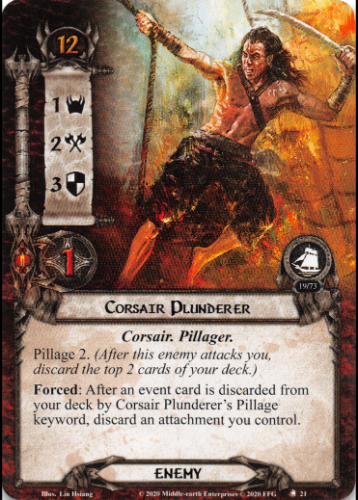 12
1
2
3
1
19/73
CORSAIR PLUNDERER
Corsair. Pillager.
Pillage 2. (After this enemy attacks you,
discard the top 2 cards of your deck.)
Forced: After an event card is discarded from
your deck by Corsair Plunderer's Pillage
keyword, discard an attachment you control.
ENEMY
Illus. Lin Hsiang © 2020 Middle-earth Enterprises © 2020 FFG 21